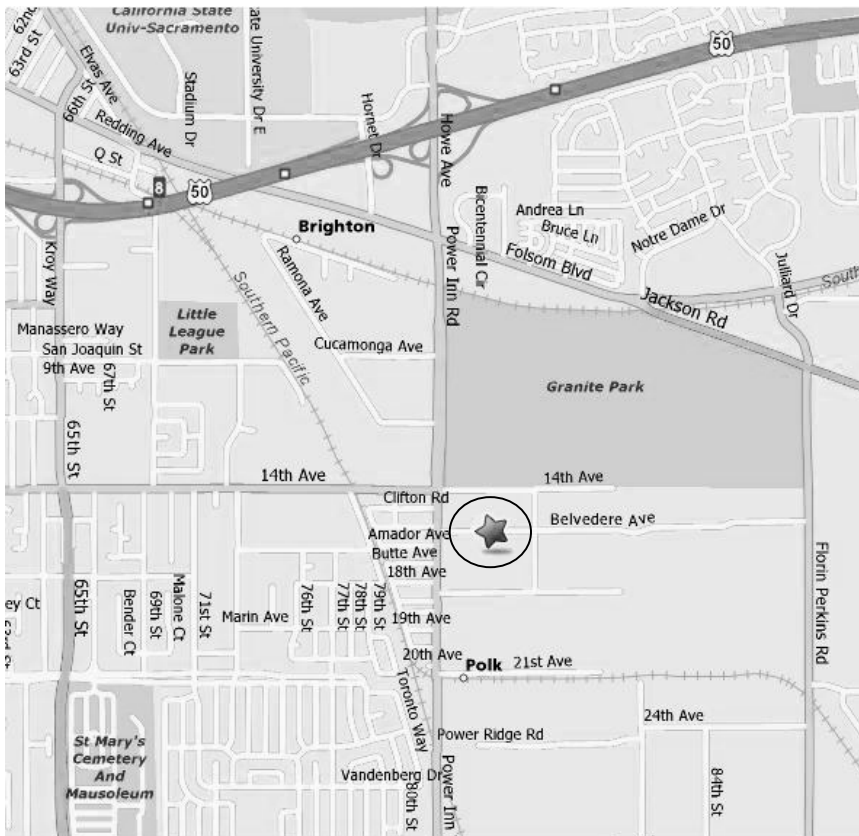 California State
Univ-Sacramento
62nd
63rd St
Elvas Ave
66th St
Redding Ave
Stadium Dr
ate University Dr E
Q St
8
50
Hornet Dr
Howe Ave
50
Brighton
Ramona Ave
Bicentennial Cir
Andrea Ln
Bruce Ln
Notre Dame Dr
Folsom Blvd
Julliard Dr
Jackson Rd
South
Kroy Way
Southern Pacific
Power Inn Rd
Little
League
Park
Manassero Way
San Joaquin St
9th Ave
67th St
Cucamonga Ave
Granite Park
65th St
14th Ave
14th Ave
Clifton Rd
Amador Ave
Belvedere Ave
Butte Ave
18th Ave
Florin Perkins Rd
65th St
ey Ct
Bender Ct
69th St
Malone Ct
71st St
Marin Ave
76th St
77th St
78th St
79th St
19th Ave
20th Ave
Polk
21st Ave
Toronto Way
24th Ave
Power Ridge Rd
84th St
St Mary's
Cemetery
And
Mausoleum
Vandenberg Dr
80th St
Power Inn